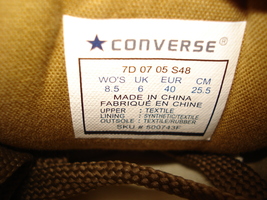 CONVERSE
7D 07 05 S48
WO'S UK EUR CM
8.5 6 40 25.5
MADE IN CHINA
FABRIQUÉ EN CHINE
UPPER : TEXTILE
LINING : SYNTHETIC/TEXTILE
OUTSOLE : TEXTILE/RUBBER
SKU # 500743F